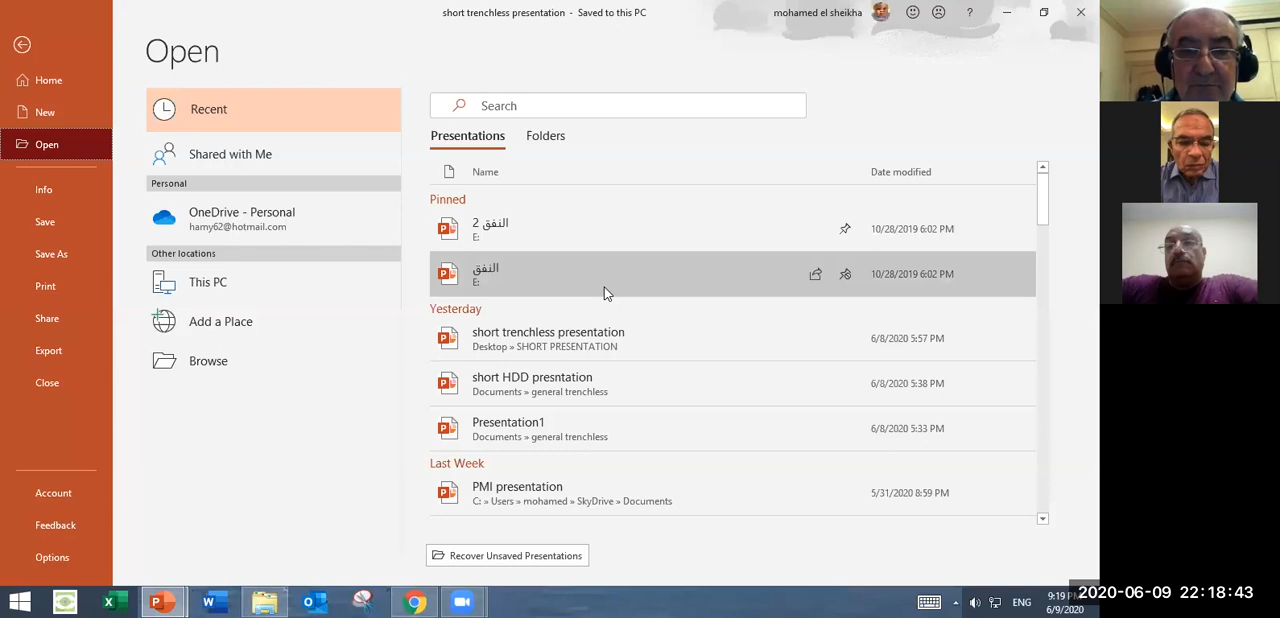 short trenchless presentation - Saved to this PC
mohamed el sheikha
?
Open
Home
New
Open
Info
Save
Save As
Print
Share
Export
Close
Account
Feedback
Options
Recent
Shared with Me
Personal
OneDrive - Personal
hamy62@hotmail.com
Other locations
This PC
Add a Place
Browse
Search
Presentations Folders
Name Date modified
Pinned
النفق 2
E:
10/28/2019 6:02 PM
النفق
E:
10/28/2019 6:02 PM
Yesterday
short trenchless presentation
Desktop » SHORT PRESENTATION
6/8/2020 5:57 PM
short HDD presntation
Documents » general trenchless
6/8/2020 5:38 PM
Presentation1
Documents » general trenchless
6/8/2020 5:33 PM
Last Week
PMI presentation
C: » Users » mohamed » SkyDrive » Documents
5/31/2020 8:59 PM
Recover Unsaved Presentations
ENG
9:19 PM
6/9/2020
2020-06-09 22:18:43